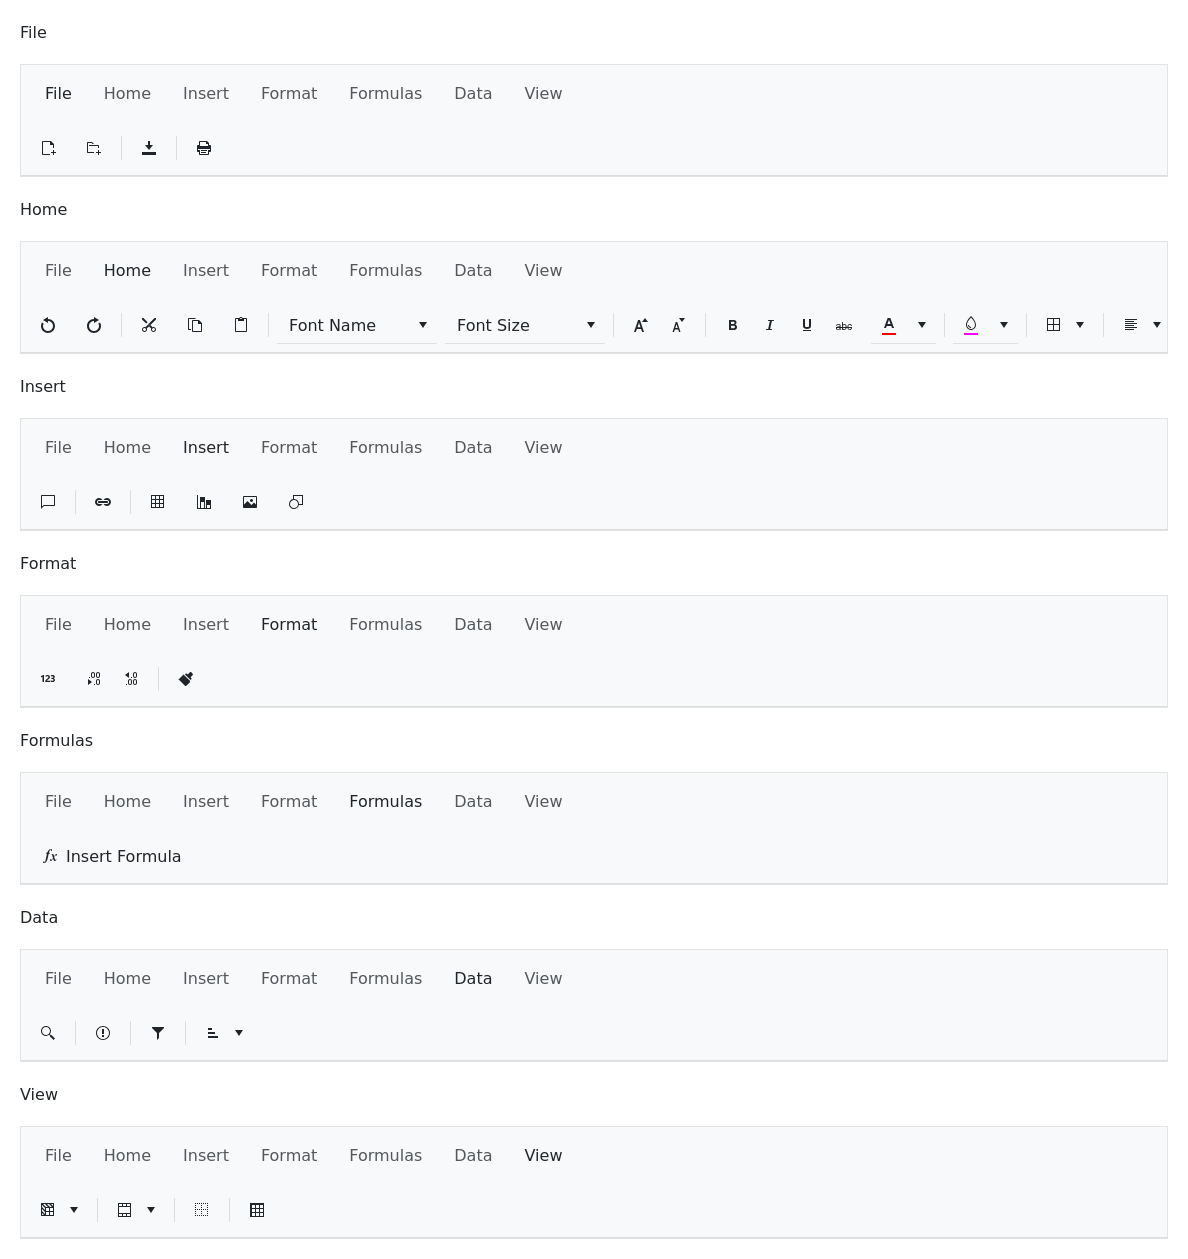 File
File Home Insert Format Formulas Data View
Home
File Home Insert Format Formulas Data View
Font Name Font Size A A B I U abc A
Insert
File Home Insert Format Formulas Data View
Format
File Home Insert Format Formulas Data View
123 .00 .0 .0 .00
Formulas
File Home Insert Format Formulas Data View
fx Insert Formula
Data
File Home Insert Format Formulas Data View
View
File Home Insert Format Formulas Data View